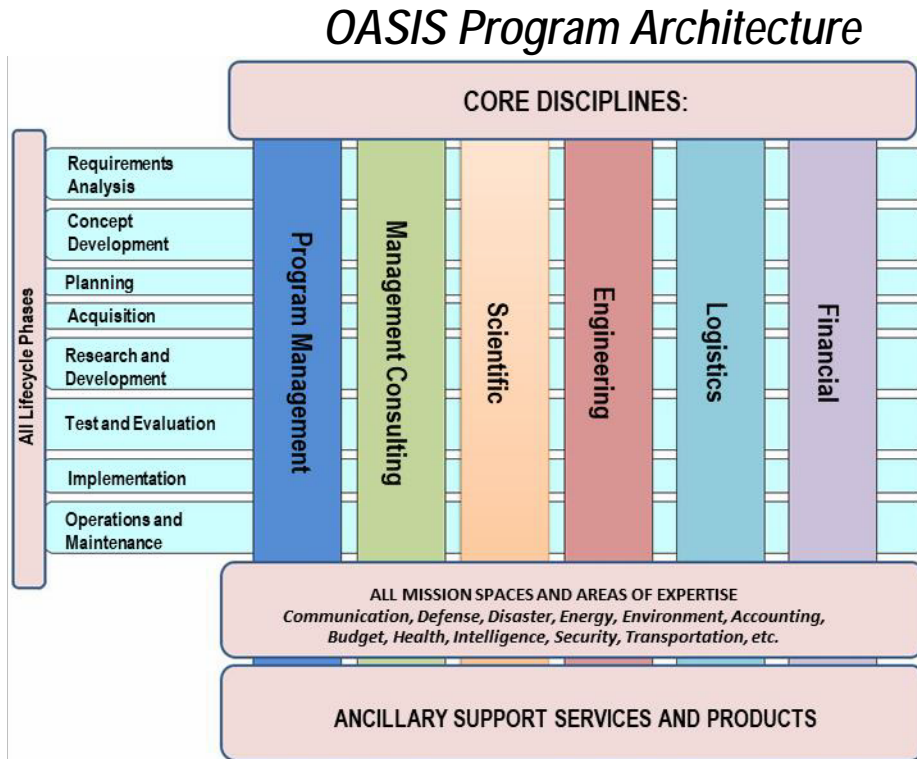 OASIS Program Architecture
CORE DISCIPLINES:
All Lifecycle Phases
Requirements
Analysis
Concept
Development
Planning
Acquisition
Research and
Development
Test and Evaluation
Implementation
Operations and
Maintenance
Program Management
Management Consulting
Scientific
Engineering
Logistics
Financial
ALL MISSION SPACES AND AREAS OF EXPERTISE
Communication, Defense, Disaster, Energy, Environment, Accounting,
Budget, Health, Intelligence, Security, Transportation, etc.
ANCILLARY SUPPORT SERVICES AND PRODUCTS